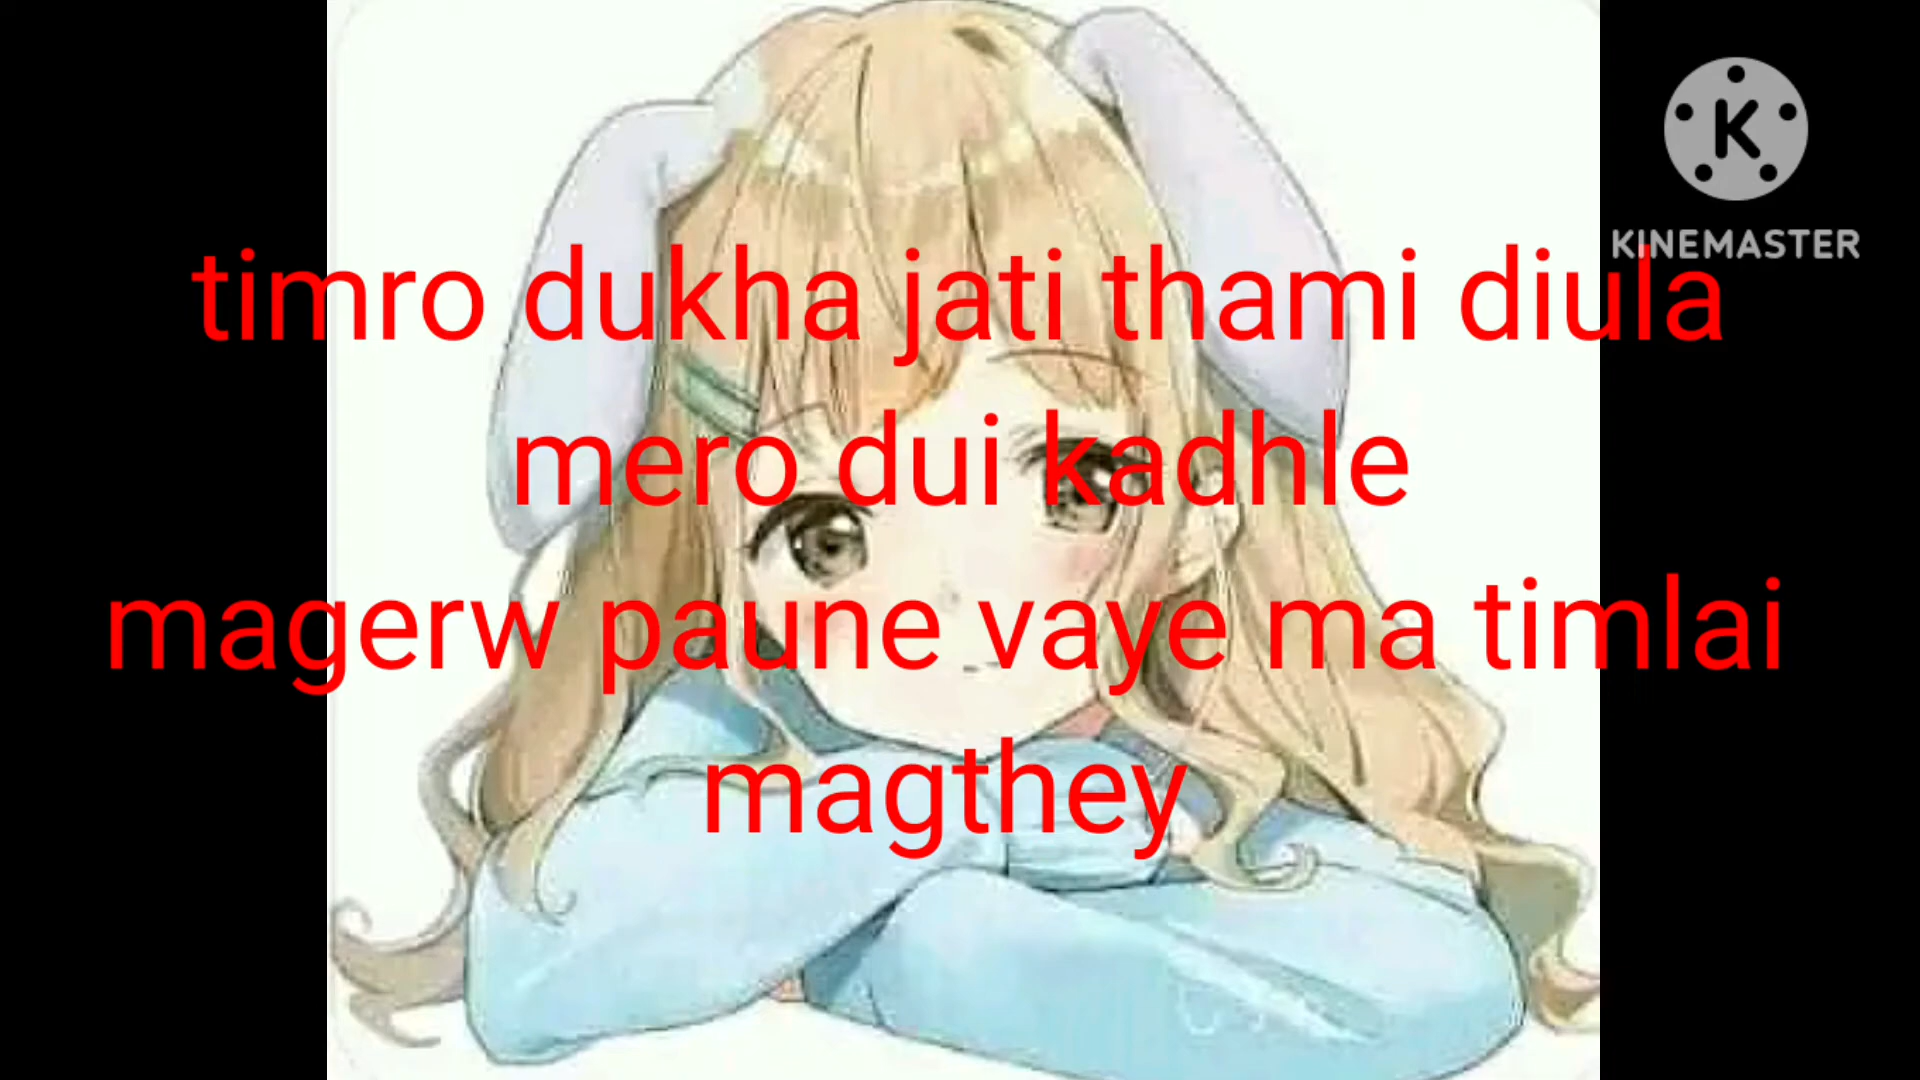 KINEMASTER
timro dukha jati thami diula
mero dui kadhle
magerw paune vaye ma timlai
magthey